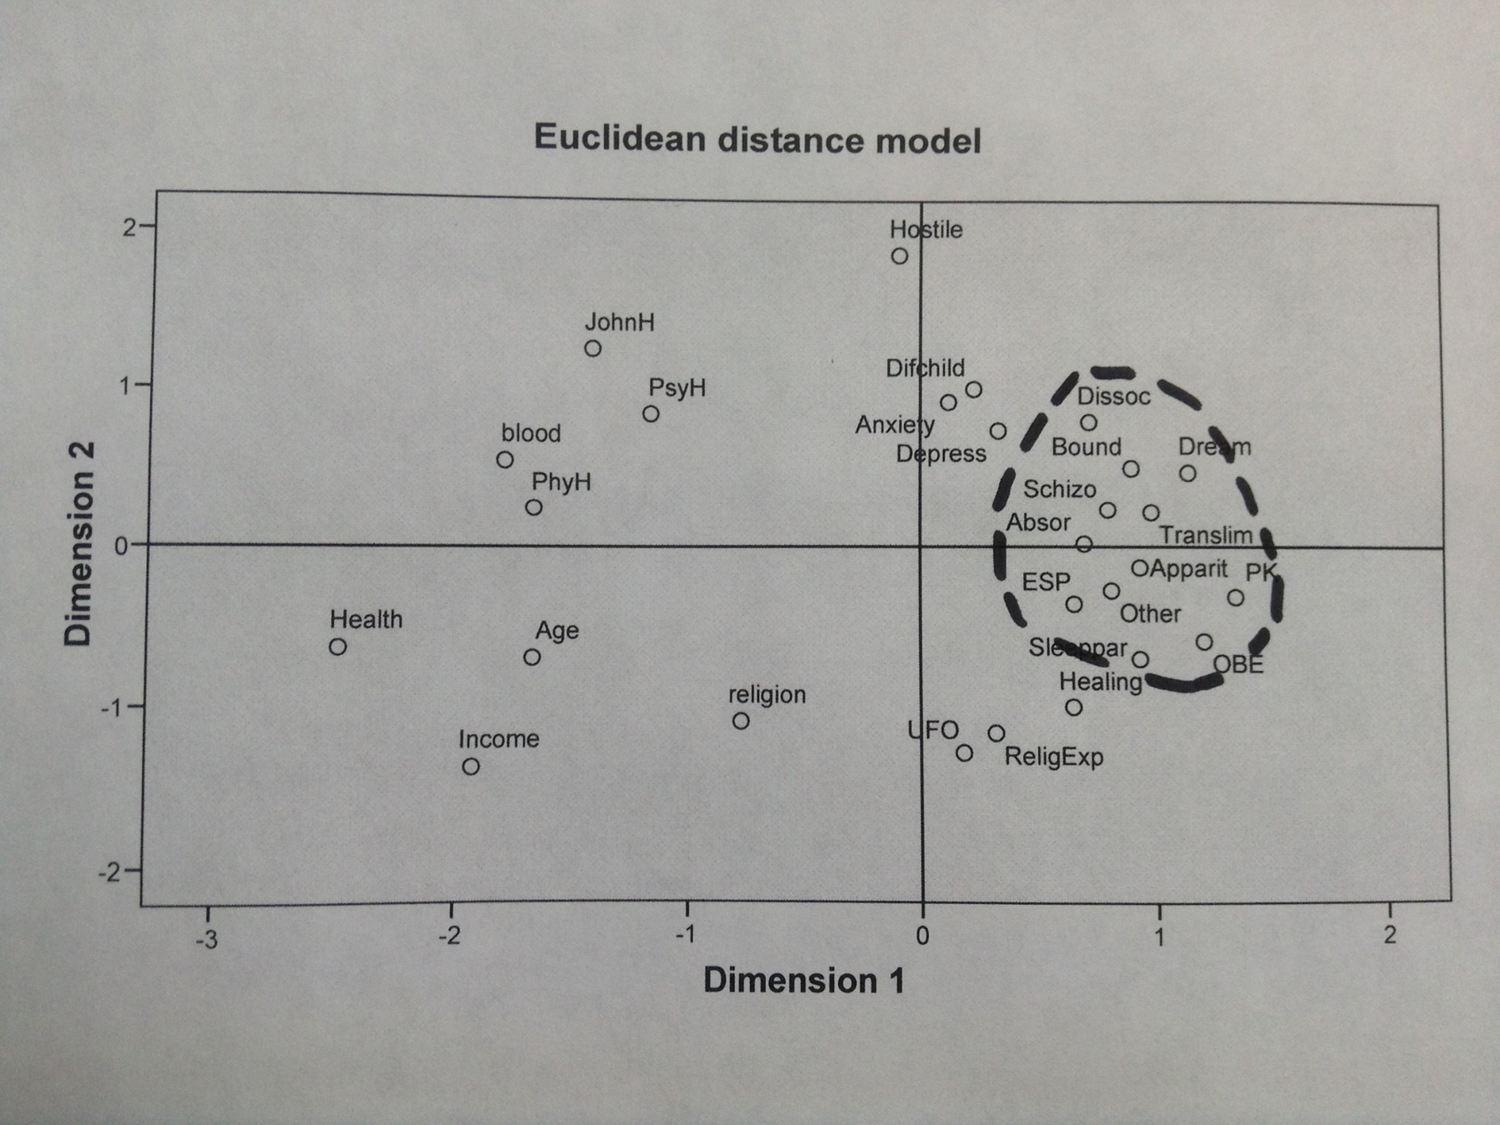 Euclidean distance model
2
Hostile
JohnH
1
Difchild
PsyH
Dissoc
Anxiety
blood
Bound
Dream
Depress
PhyH
Schizo
Absor
Translim
0
OApparit
PK
ESP
Other
Health
Age
Sleeppar
OBE
Healing
religion
-1
UFO
Income
ReligExp
-2
-3
-2
-1
0
1
2
Dimension 1
Dimension 2